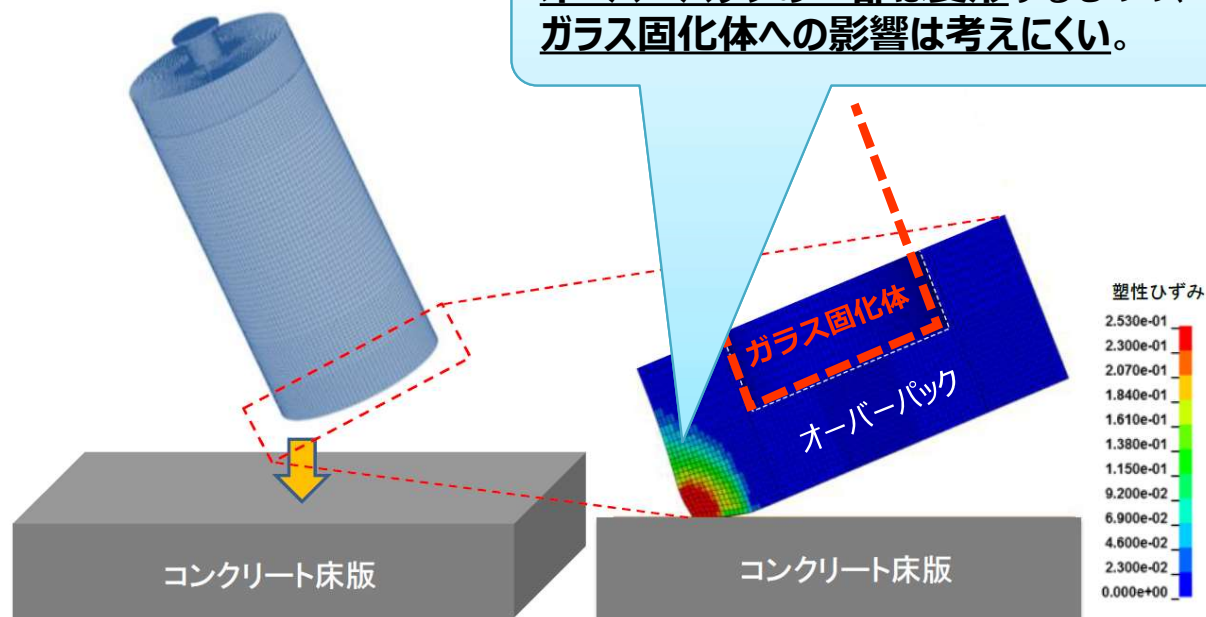 ガラス固化体への影響は考えにくい。
ガラス固化体
オーバーパック
コンクリート床版
コンクリート床版
塑性ひずみ
2.530e-01
2.300e-01
2.070e-01
1.840e-01
1.610e-01
1.380e-01
1.150e-01
9.200e-02
6.900e-02
4.600e-02
2.300e-02
0.000e+00